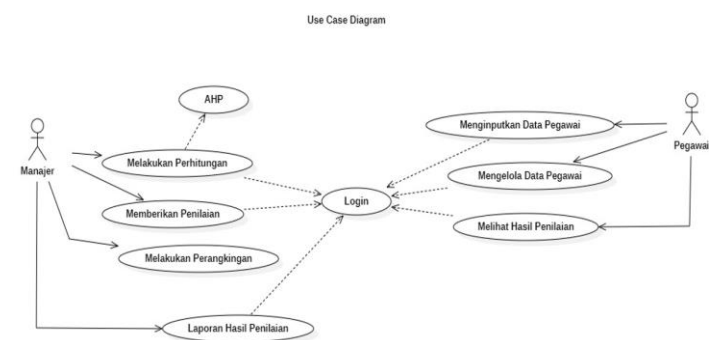 Use Case Diagram
AHP
Menginputkan Data Pegawai
Manajer
Melakukan Perhitungan
Pegawai
Mengelola Data Pegawai
Login
Memberikan Penilaian
Melihat Hasil Penilaian
Melakukan Perangkingan
Laporan Hasil Penilaian